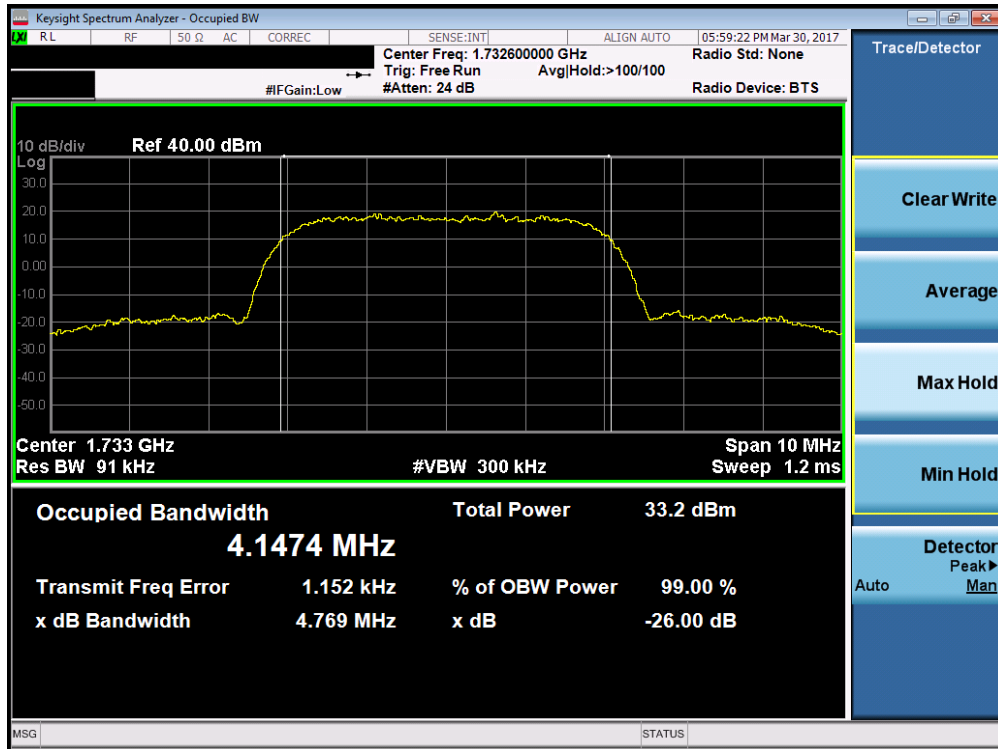 Keysight Spectrum Analyzer - Occupied BW
LXI RL RF 50 Ω AC CORREC SENSE:INT ALIGN AUTO 05:59:22 PM Mar 30, 2017
Center Freq: 1.732600000 GHz Radio Std: None
Trig: Free Run Avg|Hold:>100/100
#IFGain:Low #Atten: 24 dB Radio Device: BTS
10 dB/div Ref 40.00 dBm
Log
30.0
20.0
10.0
0.00
-10.0
-20.0
-30.0
-40.0
-50.0
Center 1.733 GHz Span 10 MHz
Res BW 91 kHz #VBW 300 kHz Sweep 1.2 ms
Occupied Bandwidth Total Power 33.2 dBm
4.1474 MHz
Transmit Freq Error 1.152 kHz % of OBW Power 99.00 %
x dB Bandwidth 4.769 MHz x dB -26.00 dB
Trace/Detector
Clear Write
Average
Max Hold
Min Hold
Detector
Peak▶
Auto Man
MSG STATUS